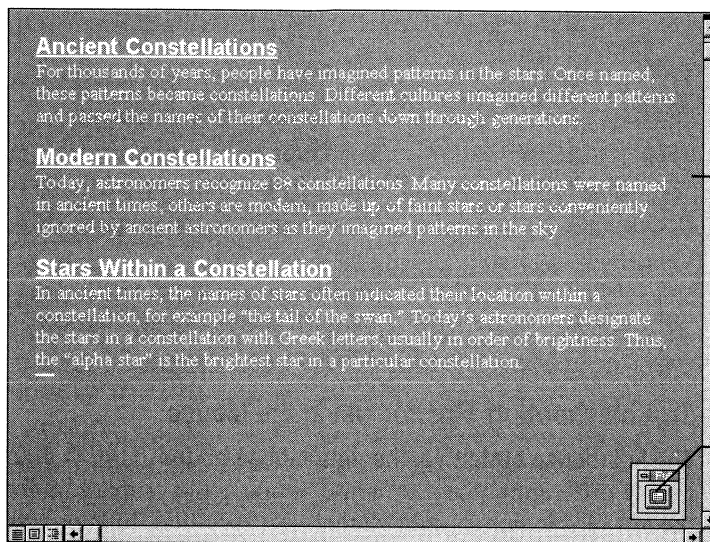 Ancient Constellations
For thousands of years, people have imagined patterns in the stars. Once named,
these patterns became constellations. Different cultures imagined different patterns
and passed the names of their constellations down through generations.
Modern Constellations
Today, astronomers recognize 88 constellations. Many constellations were named
in ancient times, others are modern, made up of faint stars or stars conveniently
ignored by ancient astronomers as they imagined patterns in the sky.
Stars Within a Constellation
In ancient times, the names of stars often indicated their location within a
constellation, for example “the tail of the swan.” Today’s astronomers designate
the stars in a constellation with Greek letters, usually in order of brightness. Thus,
the “alpha star” is the brightest star in a particular constellation.